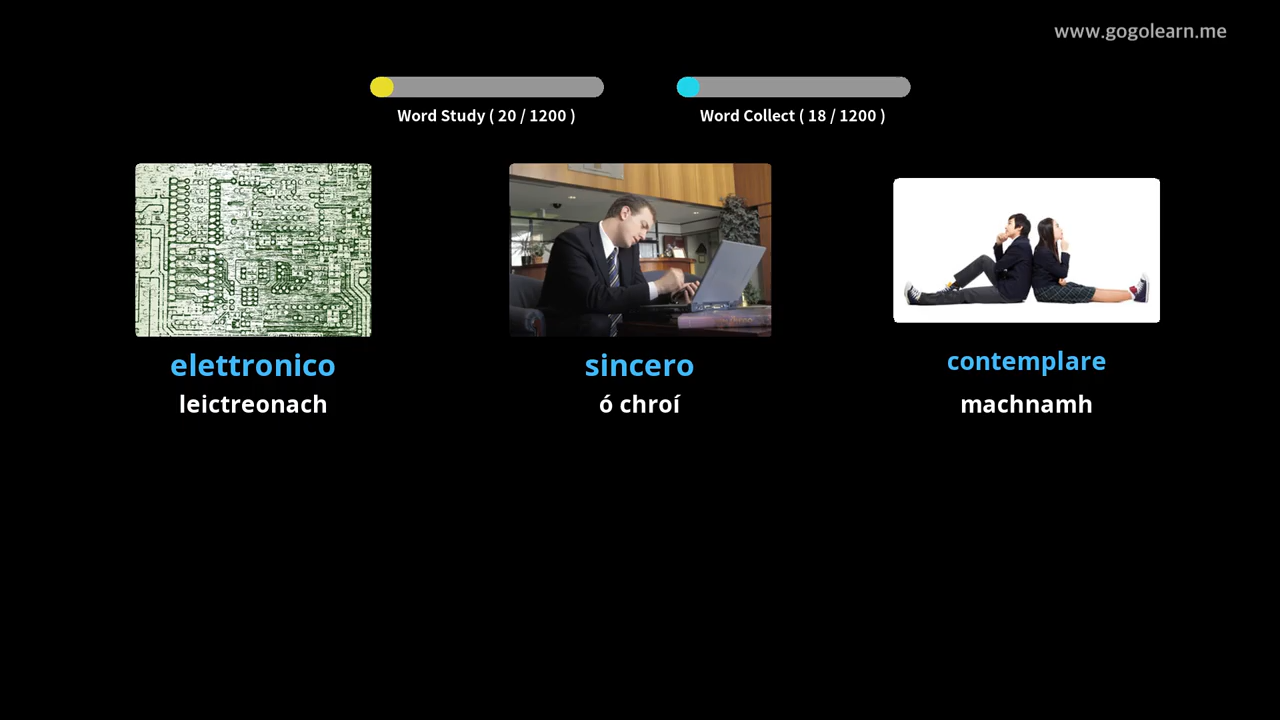 www.gogolearn.me
Word Study ( 20 / 1200 )
Word Collect ( 18 / 1200 )
elettronico
leictreonach
sincero
ó chroí
contemplare
machnamh